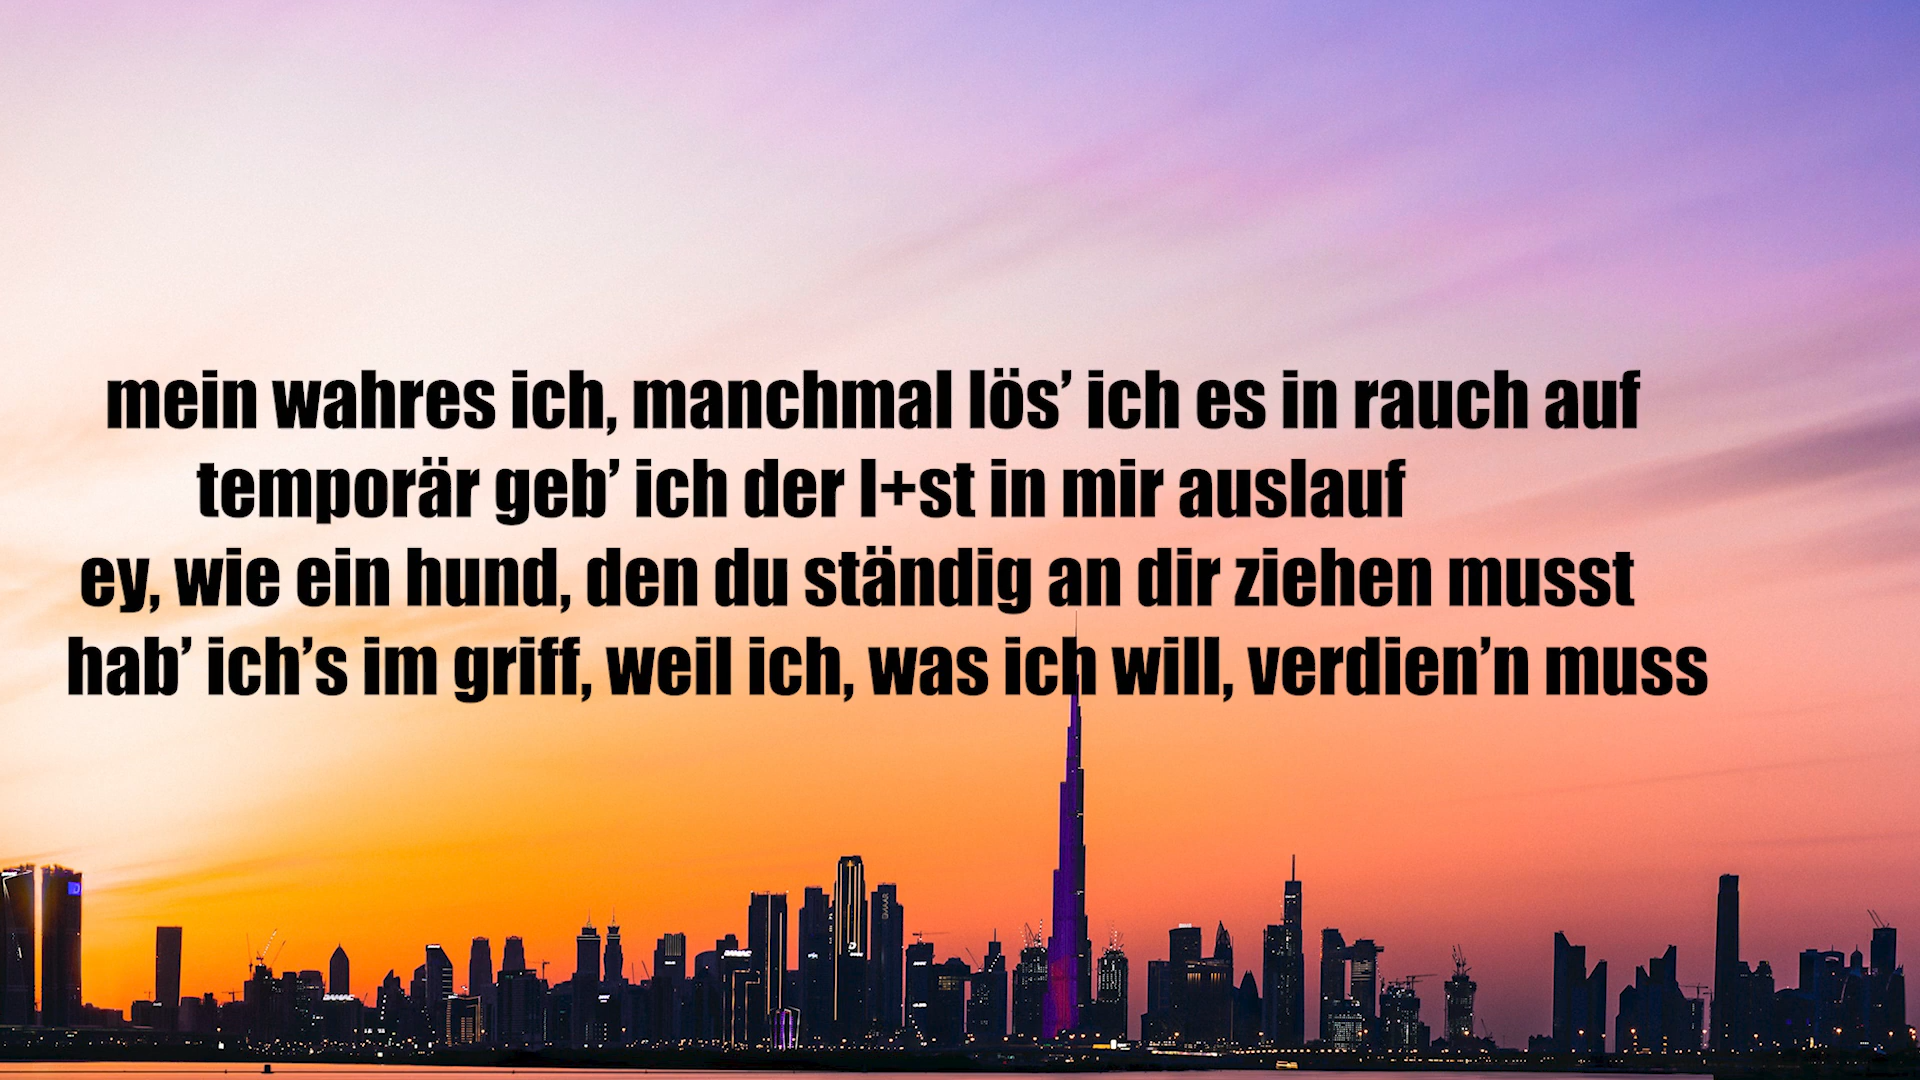 mein wahres ich, manchmal lös’ ich es in rauch auf
temporär geb’ ich der l+st in mir auslauf
ey, wie ein hund, den du ständig an dir ziehen musst
hab’ ich’s im griff, weil ich, was ich will, verdien’n muss
DAMAC
DAMAC